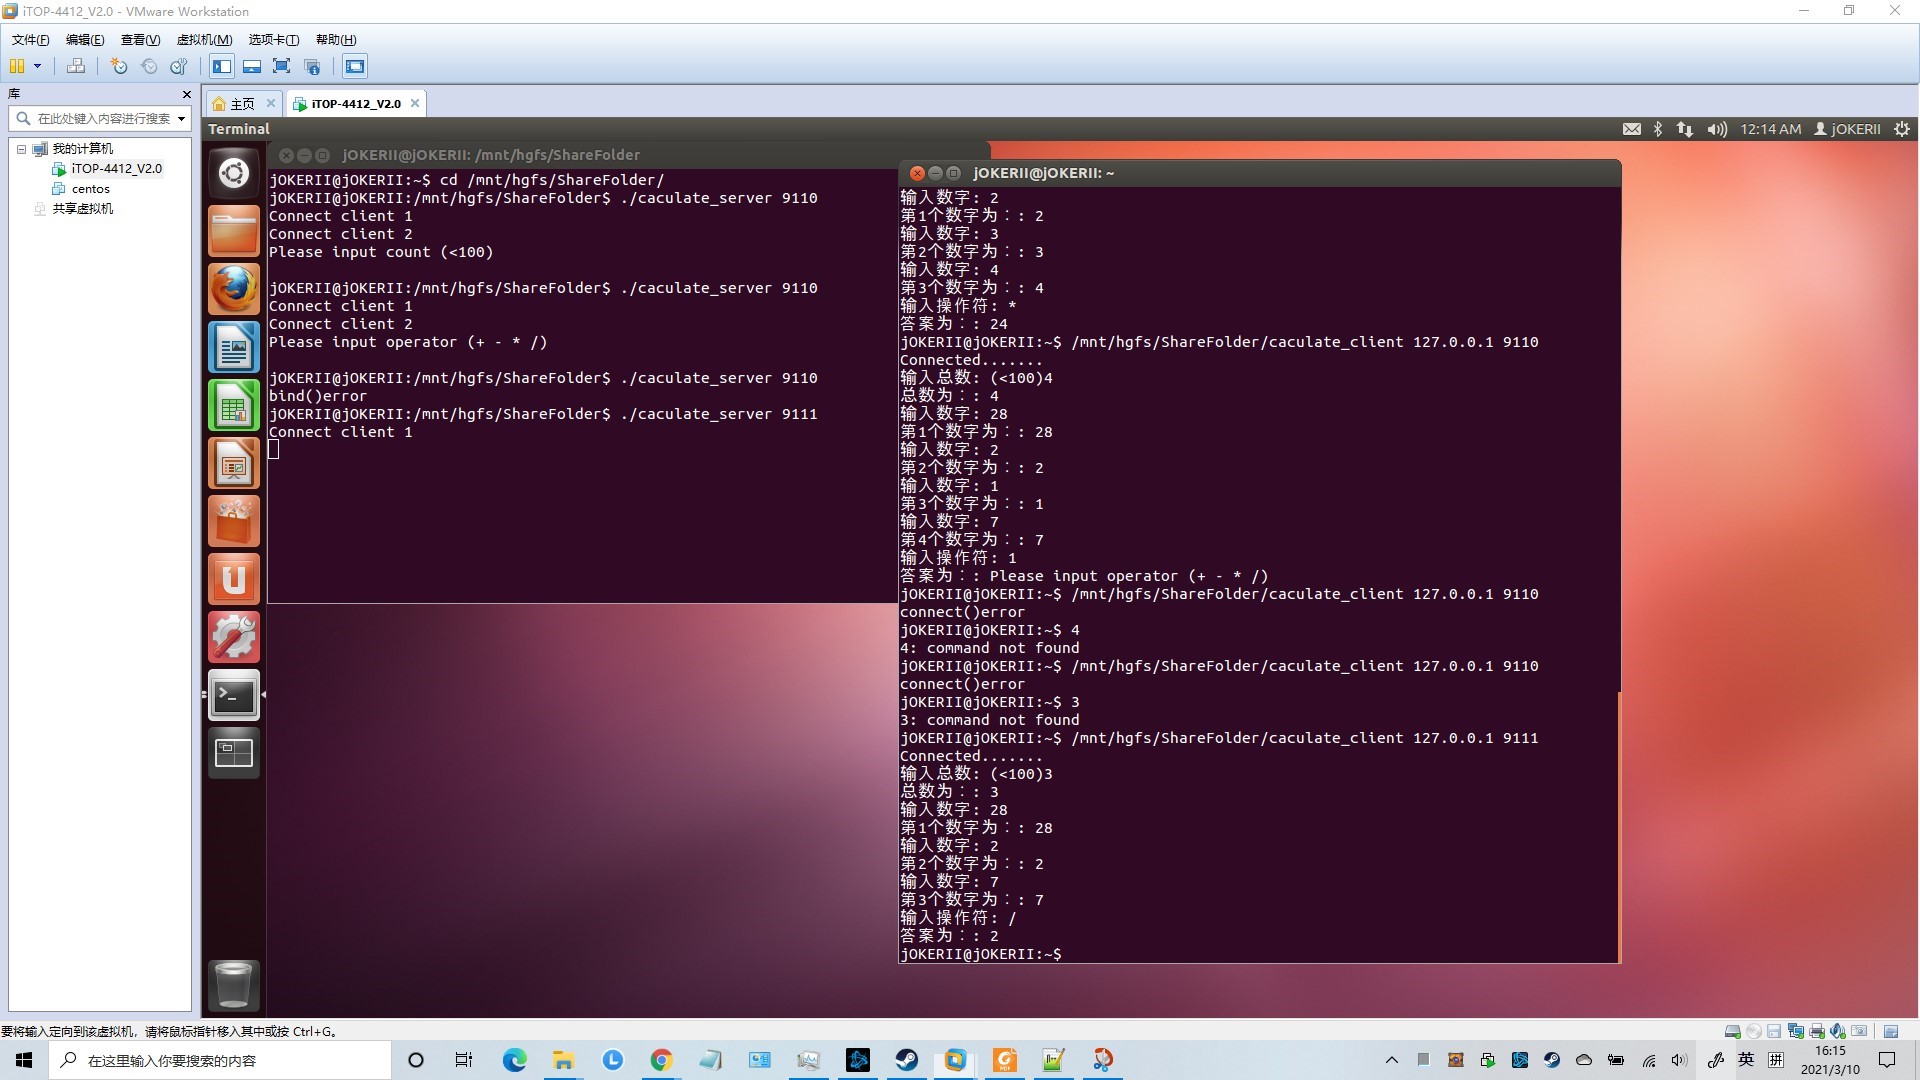 iTOP-4412_V2.0 - VMware Workstation
文件(F) 编辑(E) 查看(V) 虚拟机(M) 选项卡(T) 帮助(H)
库
在此处键入内容进行搜索
我的计算机
iTOP-4412_V2.0
centos
共享虚拟机
主页
iTOP-4412_V2.0
Terminal
12:14 AM jOKERII
jOKERII@jOKERII: /mnt/hgfs/ShareFolder
jOKERII@jOKERII:~$ cd /mnt/hgfs/ShareFolder/
jOKERII@jOKERII:/mnt/hgfs/ShareFolder$ ./caculate_server 9110
Connect client 1
Connect client 2
Please input count (<100)
jOKERII@jOKERII:/mnt/hgfs/ShareFolder$ ./caculate_server 9110
Connect client 1
Connect client 2
Please input operator (+ - * /)
jOKERII@jOKERII:/mnt/hgfs/ShareFolder$ ./caculate_server 9110
bind()error
jOKERII@jOKERII:/mnt/hgfs/ShareFolder$ ./caculate_server 9111
Connect client 1
jOKERII@jOKERII: ~
输入数字: 2
第1个数字为：: 2
输入数字: 3
第2个数字为：: 3
输入数字: 4
第3个数字为：: 4
输入操作符: *
答案为：: 24
jOKERII@jOKERII:~$ /mnt/hgfs/ShareFolder/caculate_client 127.0.0.1 9110
Connected.......
输入总数: (<100)4
总数为：: 4
输入数字: 28
第1个数字为：: 28
输入数字: 2
第2个数字为：: 2
输入数字: 1
第3个数字为：: 1
输入数字: 7
第4个数字为：: 7
输入操作符: 1
答案为：: Please input operator (+ - * /)
jOKERII@jOKERII:~$ /mnt/hgfs/ShareFolder/caculate_client 127.0.0.1 9110
connect()error
jOKERII@jOKERII:~$ 4
4: command not found
jOKERII@jOKERII:~$ /mnt/hgfs/ShareFolder/caculate_client 127.0.0.1 9110
connect()error
jOKERII@jOKERII:~$ 3
3: command not found
jOKERII@jOKERII:~$ /mnt/hgfs/ShareFolder/caculate_client 127.0.0.1 9111
Connected.......
输入总数: (<100)3
总数为：: 3
输入数字: 28
第1个数字为：: 28
输入数字: 2
第2个数字为：: 2
输入数字: 7
第3个数字为：: 7
输入操作符: /
答案为：: 2
jOKERII@jOKERII:~$
要将输入定向到该虚拟机，请将鼠标指针移入其中或按 Ctrl+G。
在这里输入你要搜索的内容
英 拼
16:15
2021/3/10